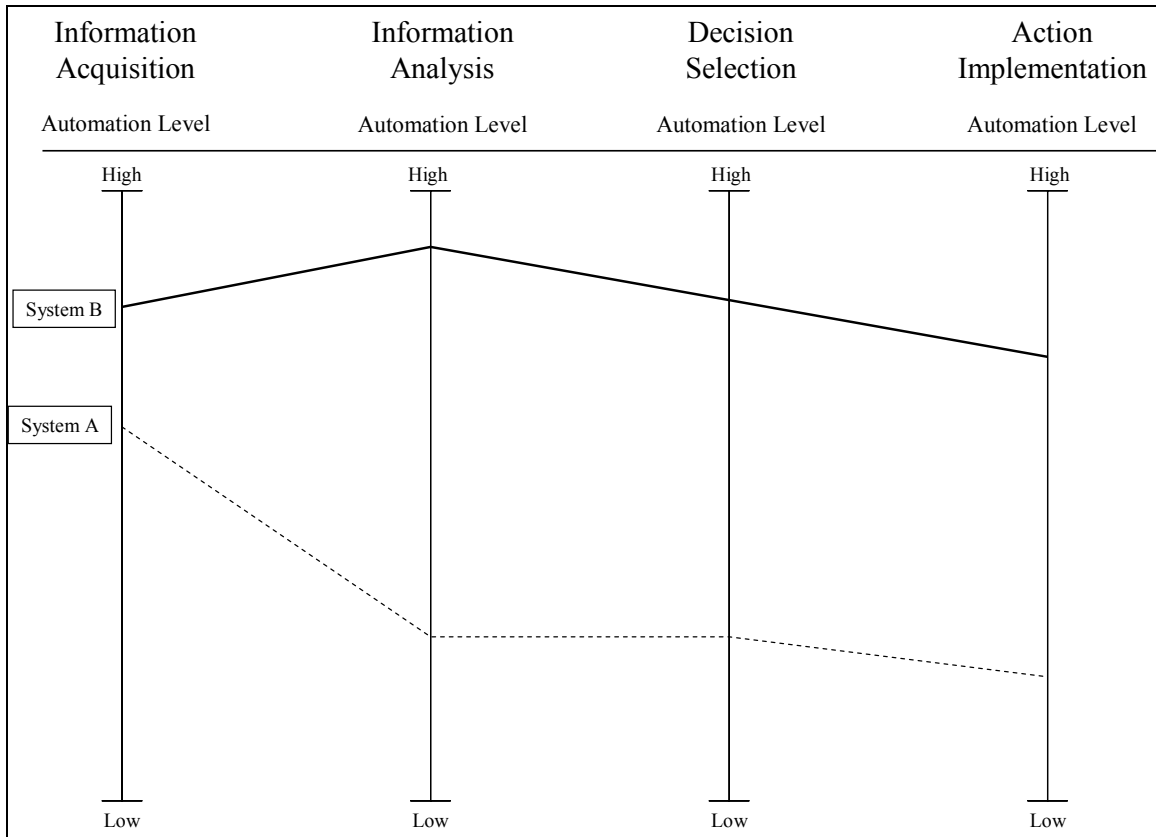 Information
Acquisition
Information
Analysis
Decision
Selection
Action
Implementation
Automation Level
Automation Level
Automation Level
Automation Level
High
High
High
High
System B
System A
Low
Low
Low
Low